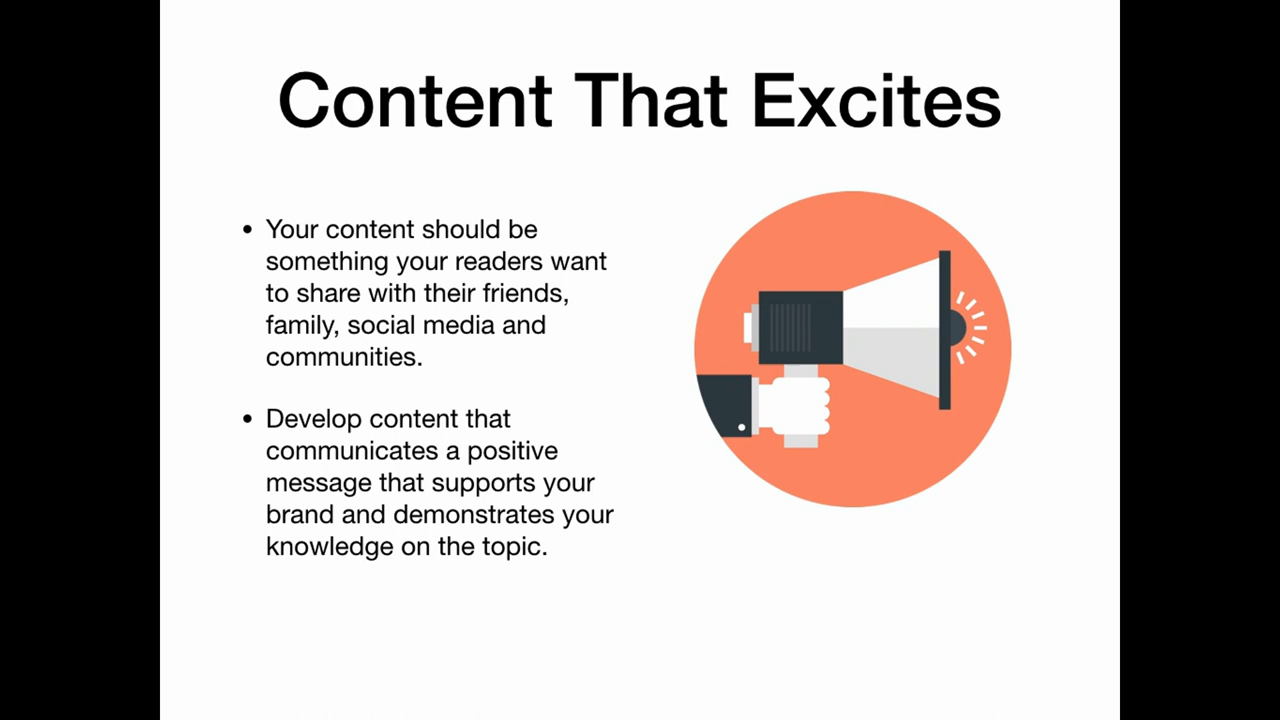 Content That Excites
• Your content should be
something your readers want
to share with their friends,
family, social media and
communities.
• Develop content that
communicates a positive
message that supports your
brand and demonstrates your
knowledge on the topic.